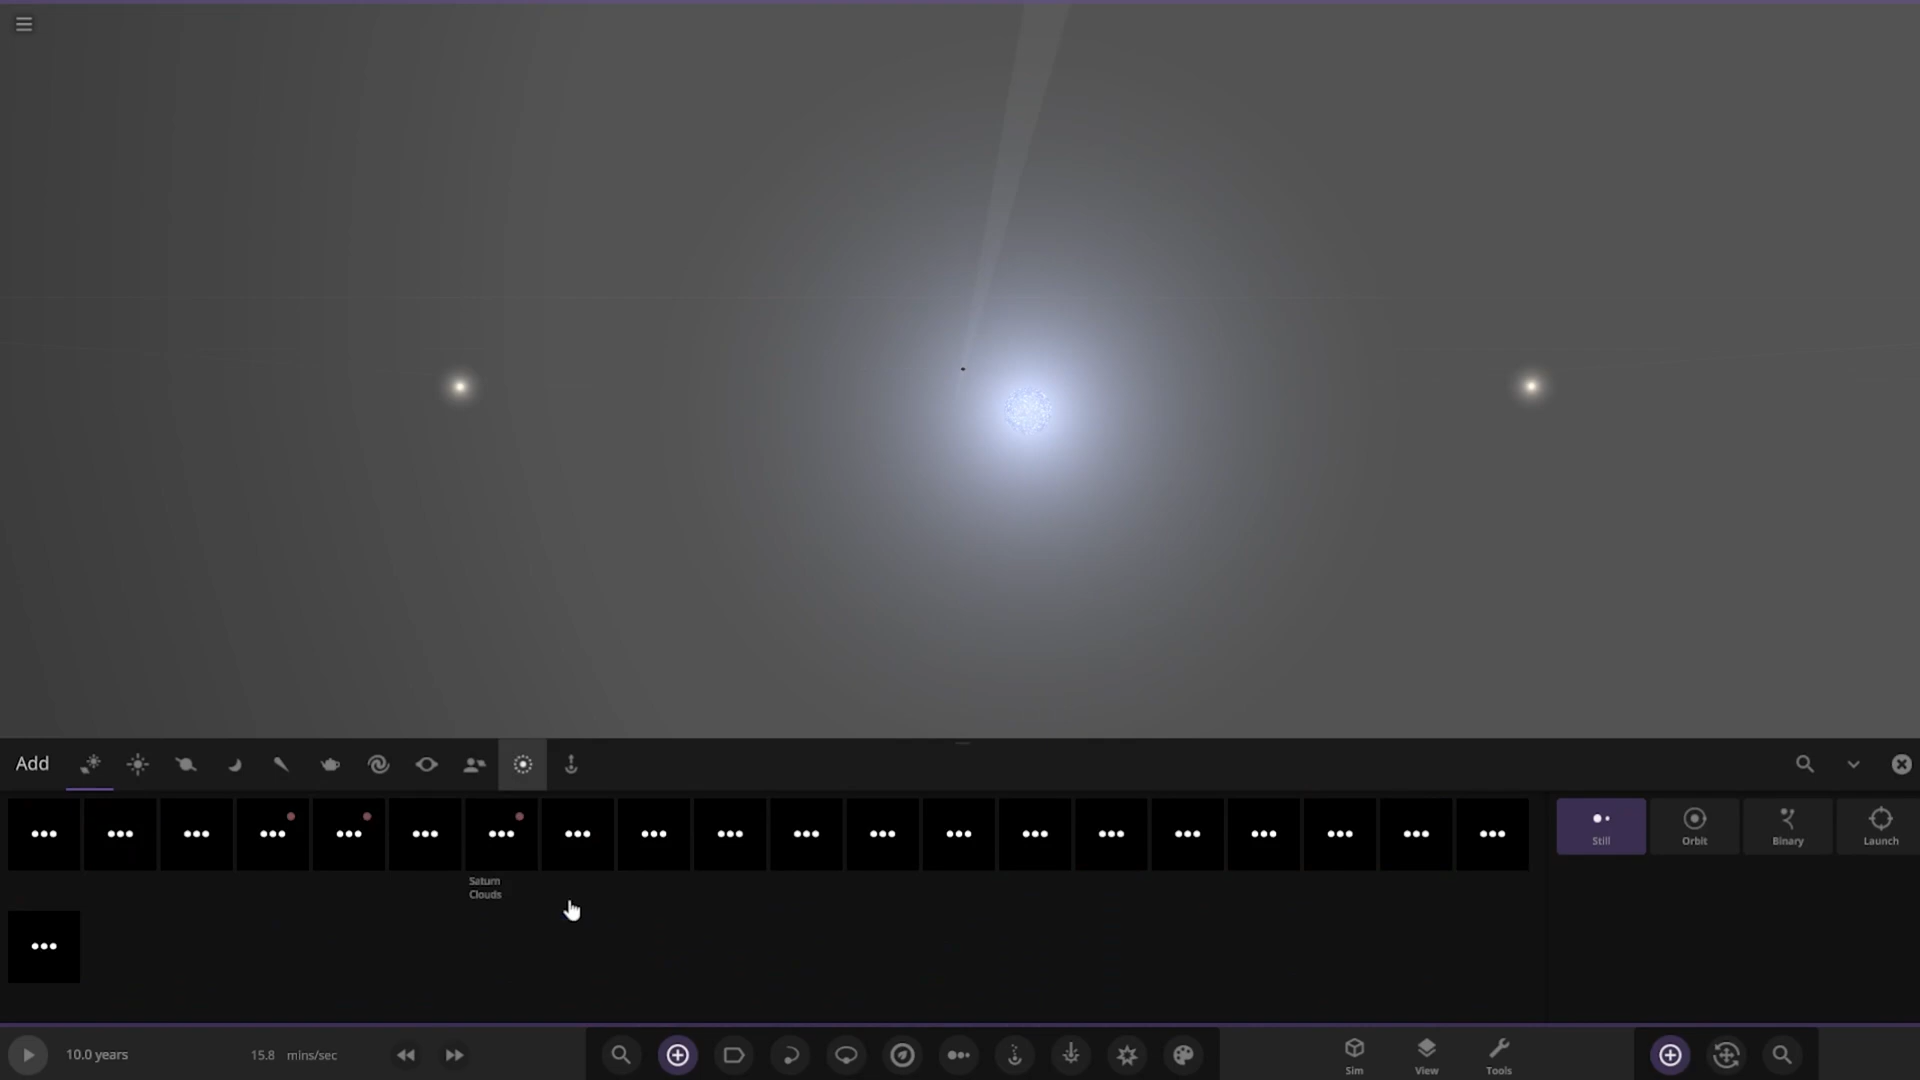 Add
Still
Orbit
Binary
Launch
Saturn
Clouds
10.0 years
15.8 mins/sec
Sim
View
Tools